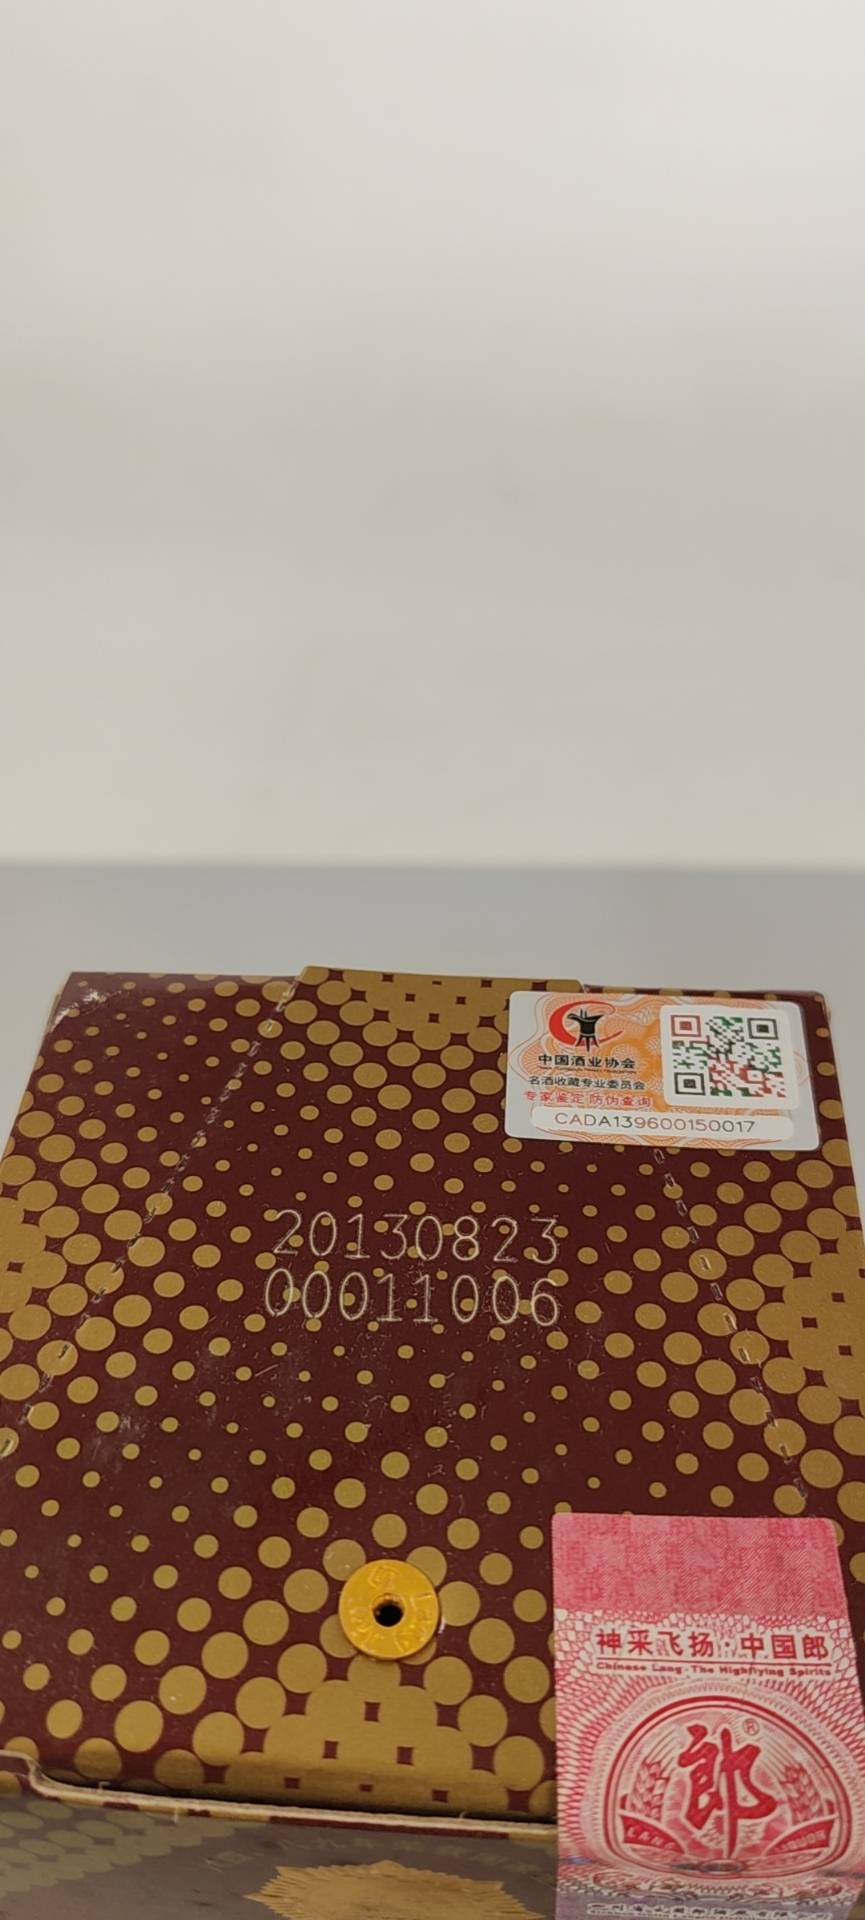 中国酒业协会
名酒收藏专业委员会
专家鉴定 防伪查询
CADA139600150017
20130823
00011006
神采飞扬·中国郎
Chinese Lang·The Highflying Spirits
郎®